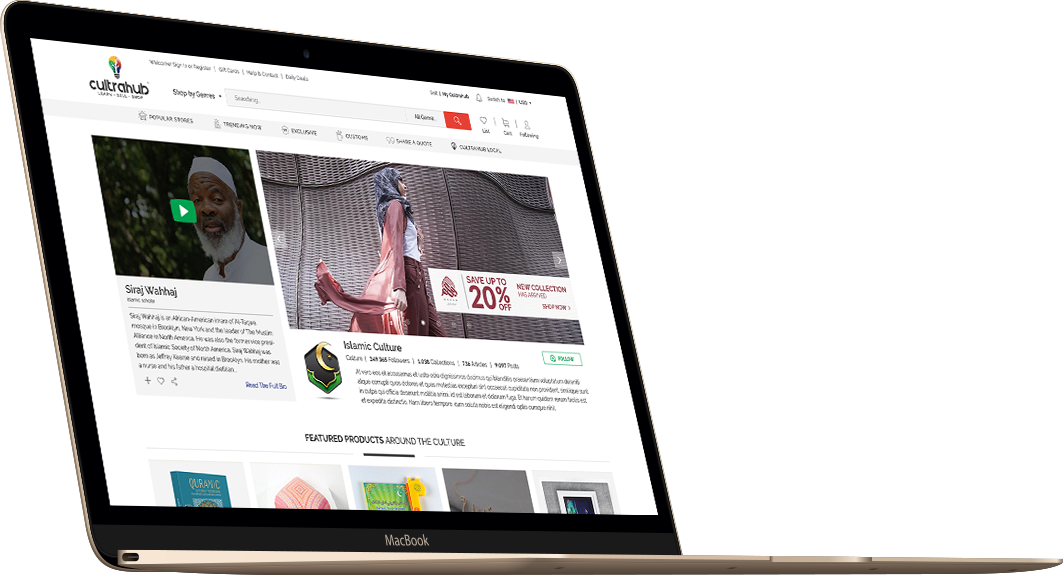 Welcome! Sign In or Register | Gift Cards | Help & Contact | Daily Deals
cultrahub
LEARN - SELL - SHOP
Sell | My Cultrahub
Switch to USD
Shop by Genres
Searching...
All Genre...
List
Cart
Following
POPULAR STORES
TRENDING NOW
EXCLUSIVE
CUSTOMS
SHARE A QUOTE
CULTRAHUB LOCAL
SAVE UP TO
20% OFF
NEW COLLECTION
HAS ARRIVED
SHOP NOW >
Siraj Wahhaj
Islamic scholar
Siraj Wahhaj is an African-American imam of Al-Taqwa
mosque in Brooklyn, New York and the leader of The Muslim
Alliance in North America. He was also the former vice presi-
dent of Islamic Society of North America. Siraj Wahhaj was
born as Jeffrey Kearse and raised in Brooklyn. His mother was
a nurse and his father a hospital dietitian .
Read The Full Bio
Islamic Culture
Culture | 249 365 Followers | 1,036 Collections | 736 Articles | 9 097 Posts
FOLLOW
At vero eos et accusamus et iusto odio dignissimos ducimus qui blanditiis praesentium voluptatum deleniti
atque corrupti quos dolores et quas molestias excepturi sint occaecati cupiditate non provident, similique sunt
in culpa qui officia deserunt mollitia animi, id est laborum et dolorum fuga. Et harum quidem rerum facilis est
et expedita distinctio. Nam libero tempore, cum soluta nobis est eligendi optio cumque nihil.
FEATURED PRODUCTS AROUND THE CULTURE
QURANIC
MacBook